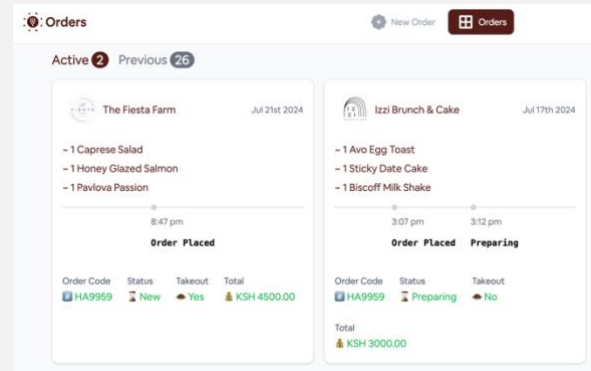 Orders
New Order
Orders
Active 2 Previous 26
The Fiesta Farm
Jul 21st 2024
~ 1 Caprese Salad
~ 1 Honey Glazed Salmon
~ 1 Pavlova Passion
8:47 pm
Order Placed
Order Code Status Takeout Total
HA9959 New Yes KSH 4500.00
Izzi Brunch & Cake
Jul 17th 2024
~ 1 Avo Egg Toast
~ 1 Sticky Date Cake
~ 1 Biscoff Milk Shake
3:07 pm 3:12 pm
Order Placed Preparing
Order Code Status Takeout
HA9959 Preparing No
Total
KSH 3000.00